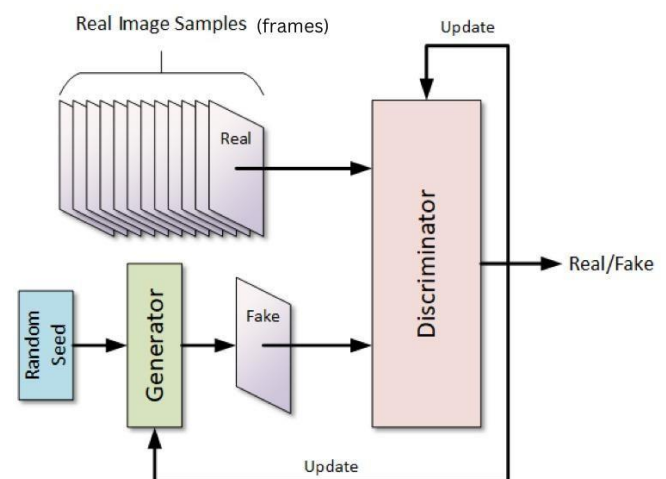 Real Image Samples (frames)
Update
Real
Discriminator
Real/Fake
Random
Seed
Generator
Fake
Update